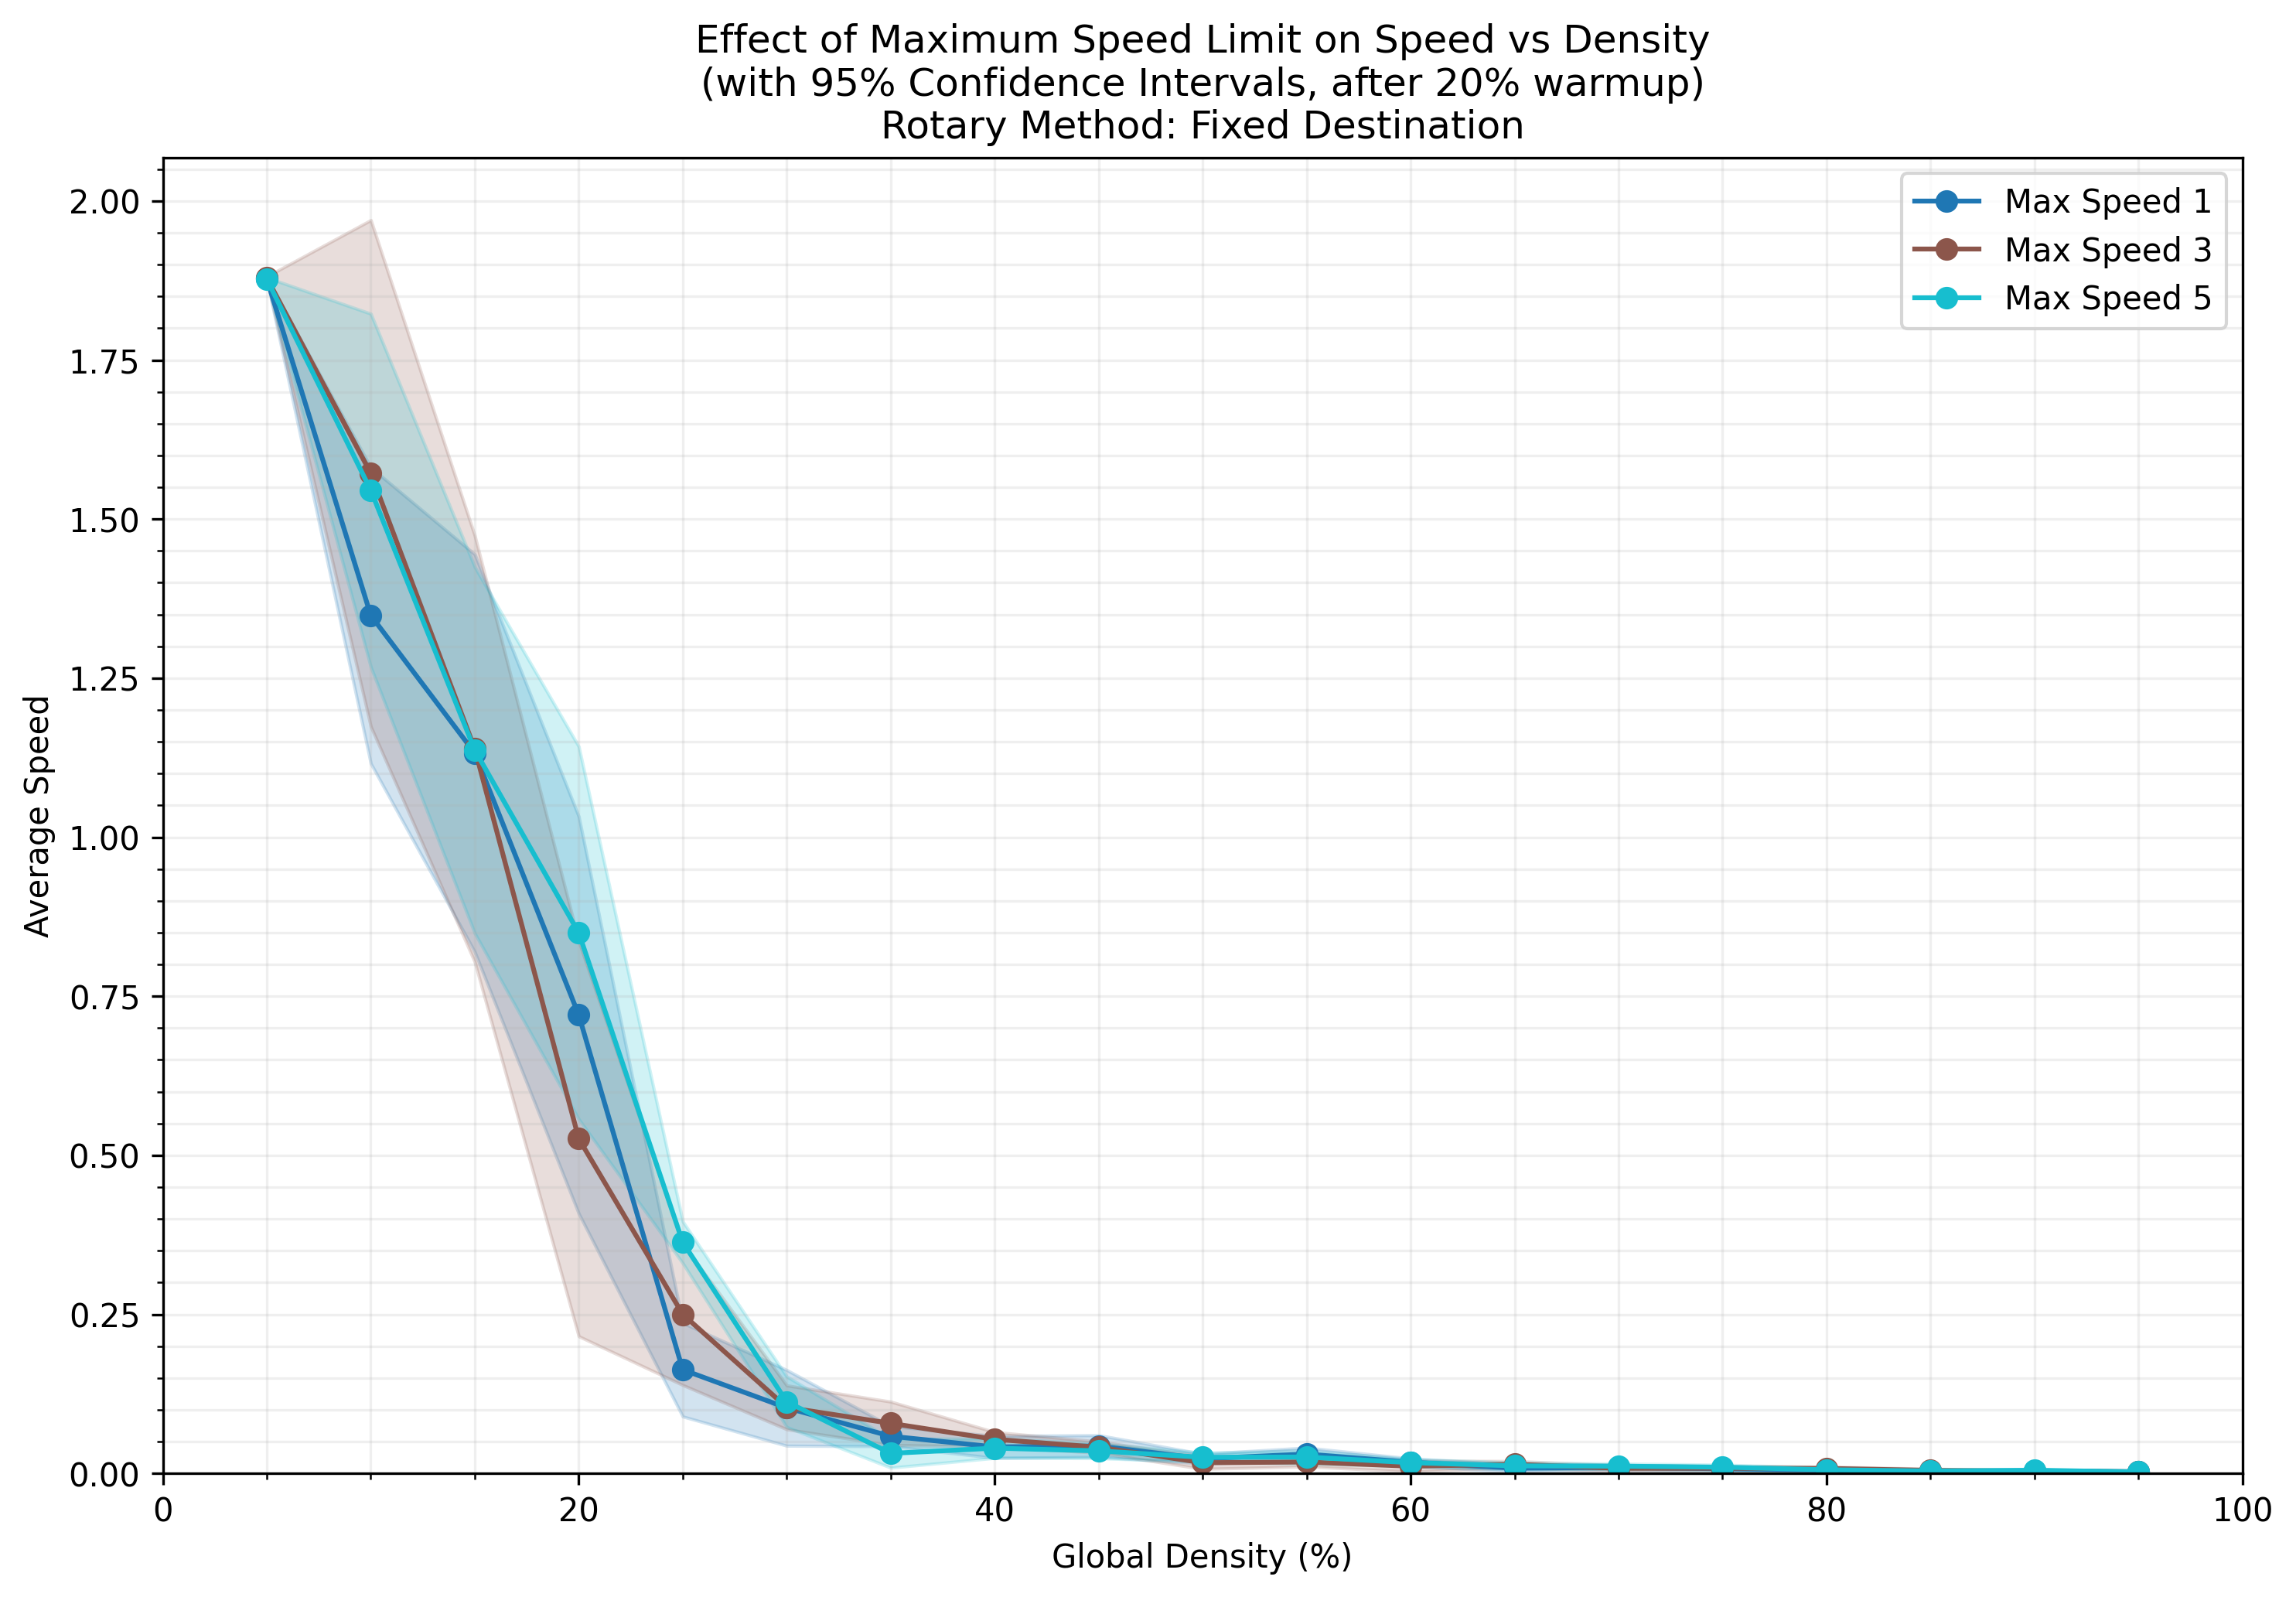 Effect of Maximum Speed Limit on Speed vs Density
(with 95% Confidence Intervals, after 20% warmup)
Rotary Method: Fixed Destination
Max Speed 1
Max Speed 3
Max Speed 5
Average Speed
2.00
1.75
1.50
1.25
1.00
0.75
0.50
0.25
0.00
0
20
40
60
80
100
Global Density (%)